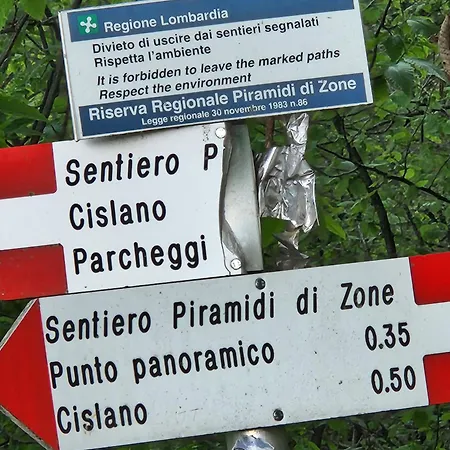 Regione Lombardia
Divieto di uscire dai sentieri segnalati
Rispetta l'ambiente
It is forbidden to leave the marked paths
Respect the environment
Riserva Regionale Piramidi di Zone
Legge regionale 30 novembre 1983 n.86
Sentiero P
Cislano
Parcheggi
Sentiero Piramidi di Zone
Punto panoramico 0.35
Cislano 0.50